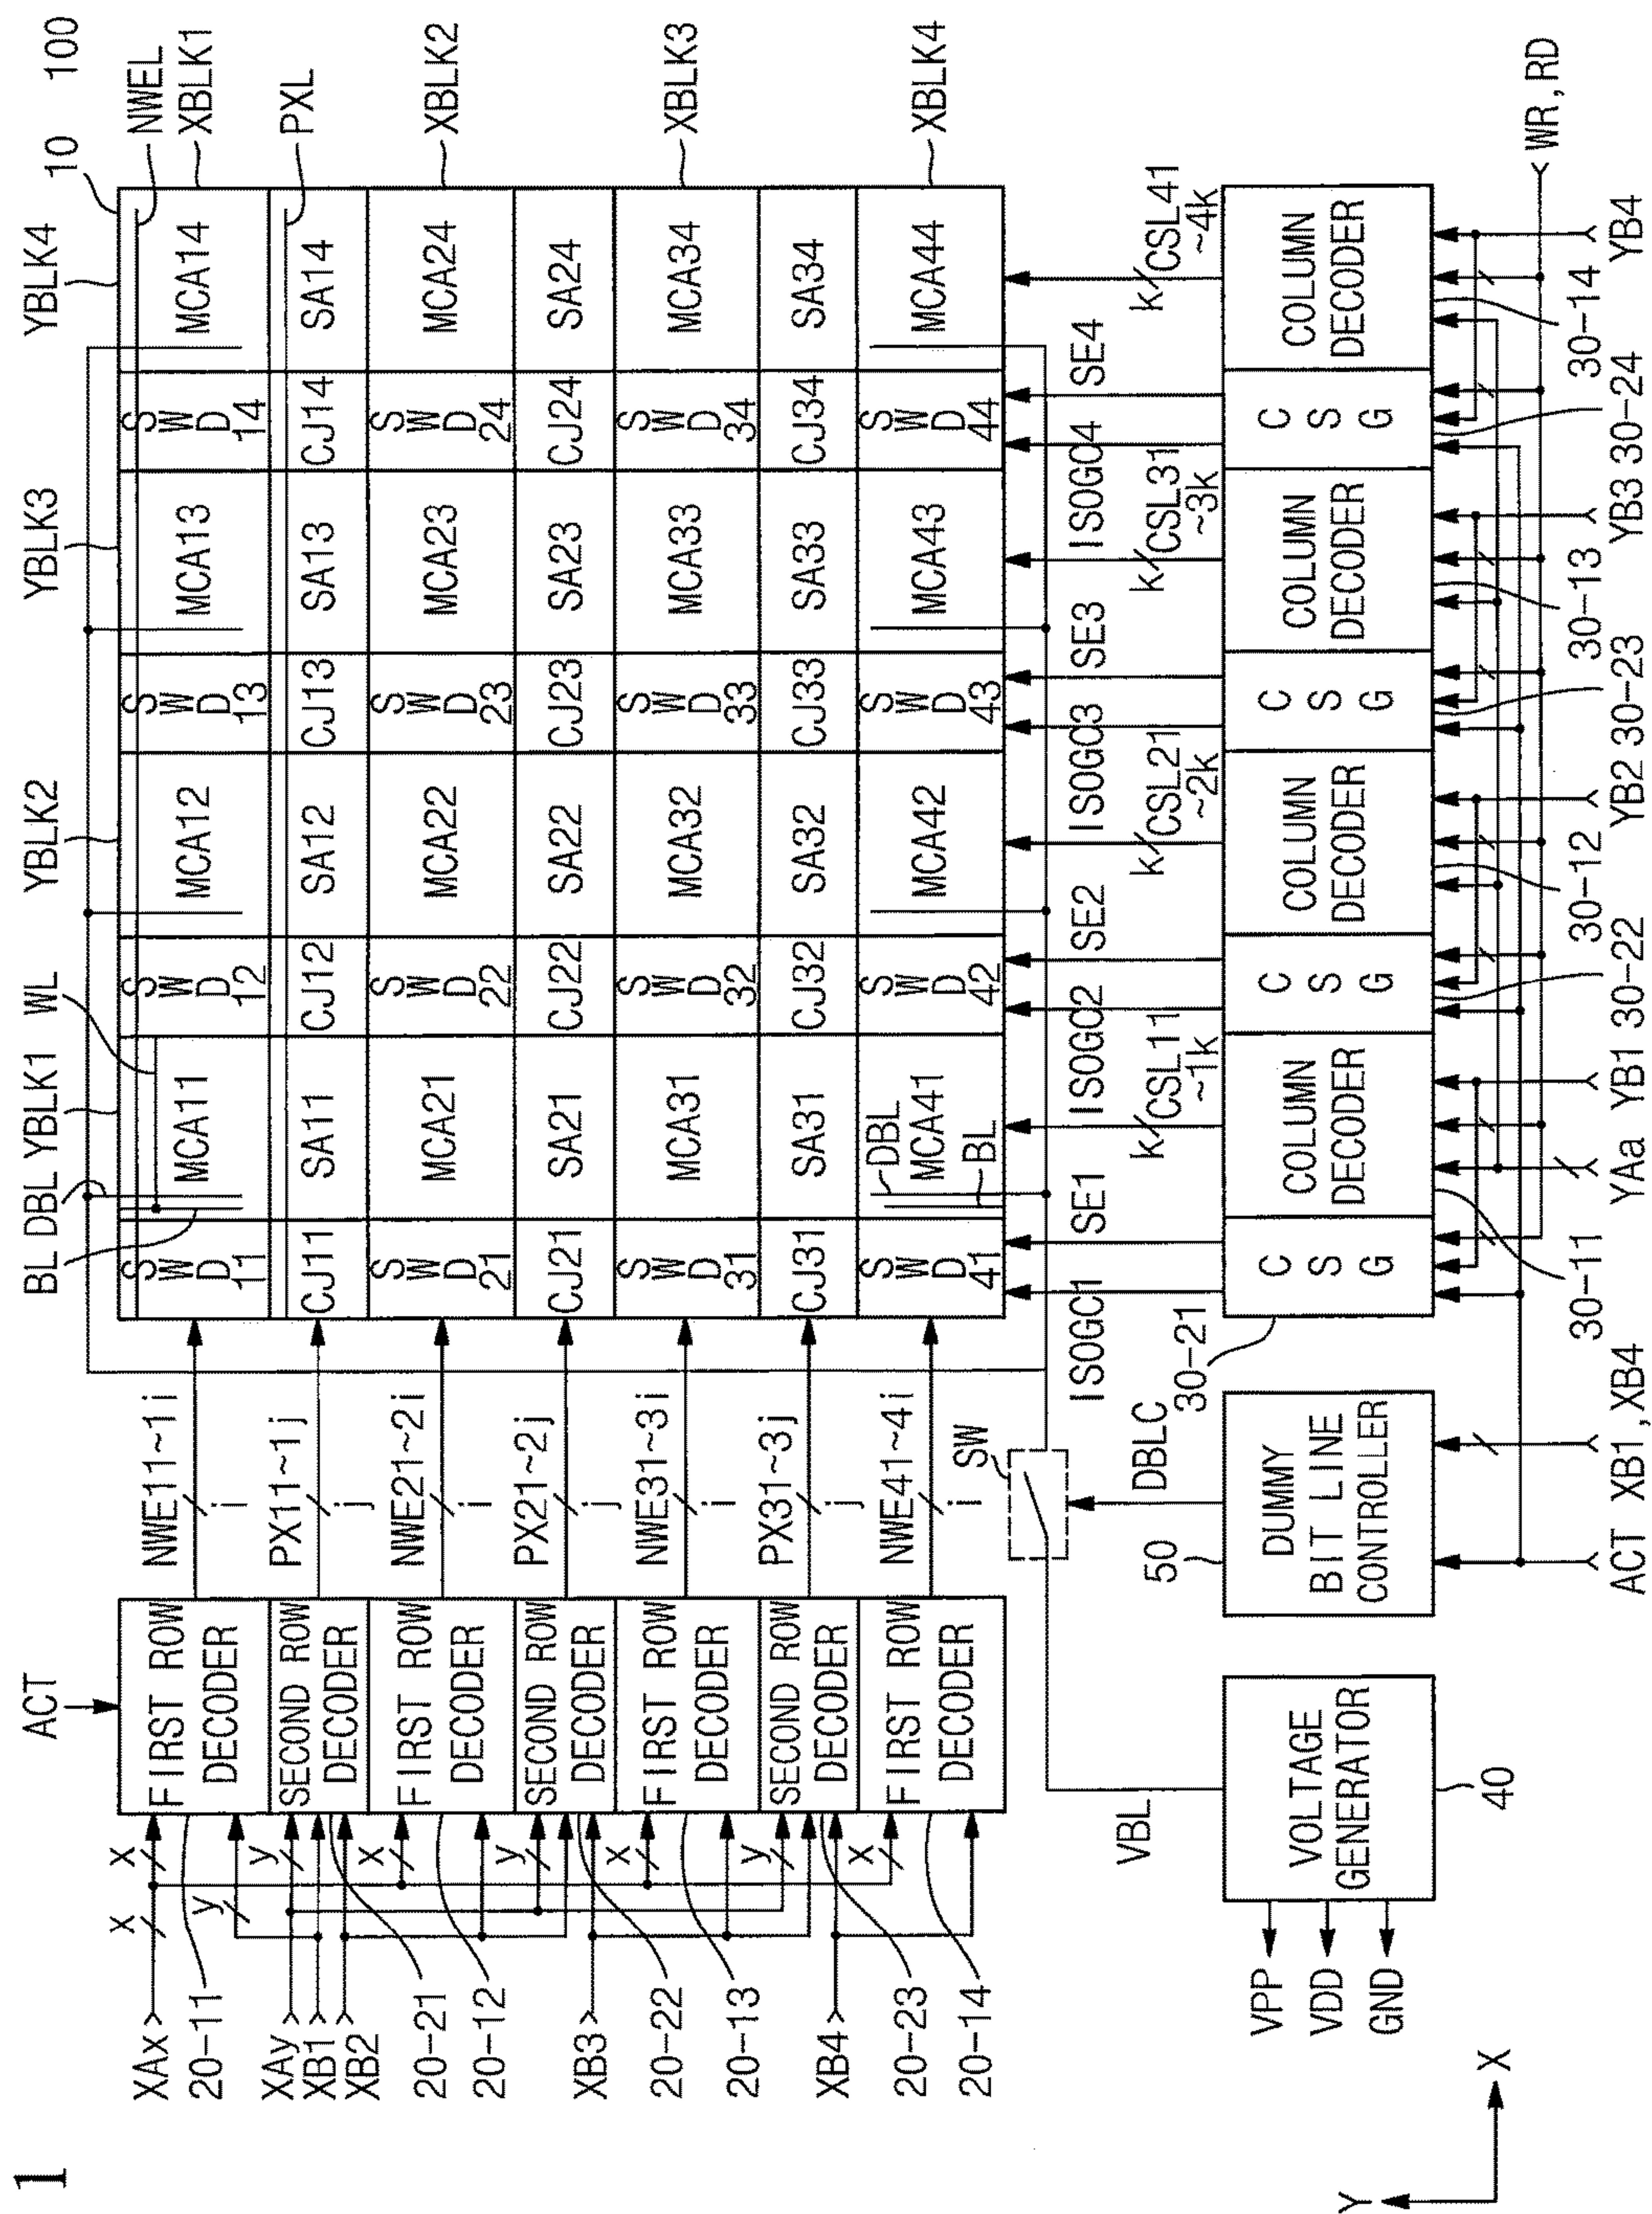 1
100
10
NWEL
XBLK1
PXL
XBLK2
XBLK3
XBLK4
BL DBL YBLK1 WL
YBLK2
YBLK3
YBLK4
ACT
XAx
20-11
XAy
XB1
XB2
20-21
20-12
XB3
20-22
20-13
XB4
20-23
20-14
x
x
y
y
x
y
x
y
x
FIRST ROW
DECODER
SECOND ROW
DECODER
FIRST ROW
DECODER
SECOND ROW
DECODER
FIRST ROW
DECODER
SECOND ROW
DECODER
FIRST ROW
DECODER
NWE11~1i
i
PX11~1j
j
NWE21~2i
i
PX21~2j
j
NWE31~3i
i
PX31~3j
j
NWE41~4i
i
SWD11 MCA11 SWD12 MCA12 SWD13 MCA13 SWD14 MCA14
CJ11 SA11 CJ12 SA12 CJ13 SA13 CJ14 SA14
SWD21 MCA21 SWD22 MCA22 SWD23 MCA23 SWD24 MCA24
CJ21 SA21 CJ22 SA22 CJ23 SA23 CJ24 SA24
SWD31 MCA31 SWD32 MCA32 SWD33 MCA33 SWD34 MCA34
CJ31 SA31 CJ32 SA32 CJ33 SA33 CJ34 SA34
DBL
SWD41 MCA41 SWD42 MCA42 SWD43 MCA43 SWD44 MCA44
BL
SW
DBLC
VBL
ISOGC1
SE1
k
CSL11
~1k
ISOGC2
SE2
k
CSL21
~2k
ISOGC3
SE3
k
CSL31
~3k
ISOGC4
SE4
k
CSL41
~4k
VPP
VDD
GND
VOLTAGE
GENERATOR
40
50
DUMMY
BIT LINE
CONTROLLER
30-21
CSG
COLUMN
DECODER
CSG
COLUMN
DECODER
CSG
COLUMN
DECODER
CSG
COLUMN
DECODER
30-11
30-22
30-12
30-23
30-13
30-24
30-14
WR,RD
ACT XB1,XB4
YAa
YB1
YB2
YB3
YB4
Y
X